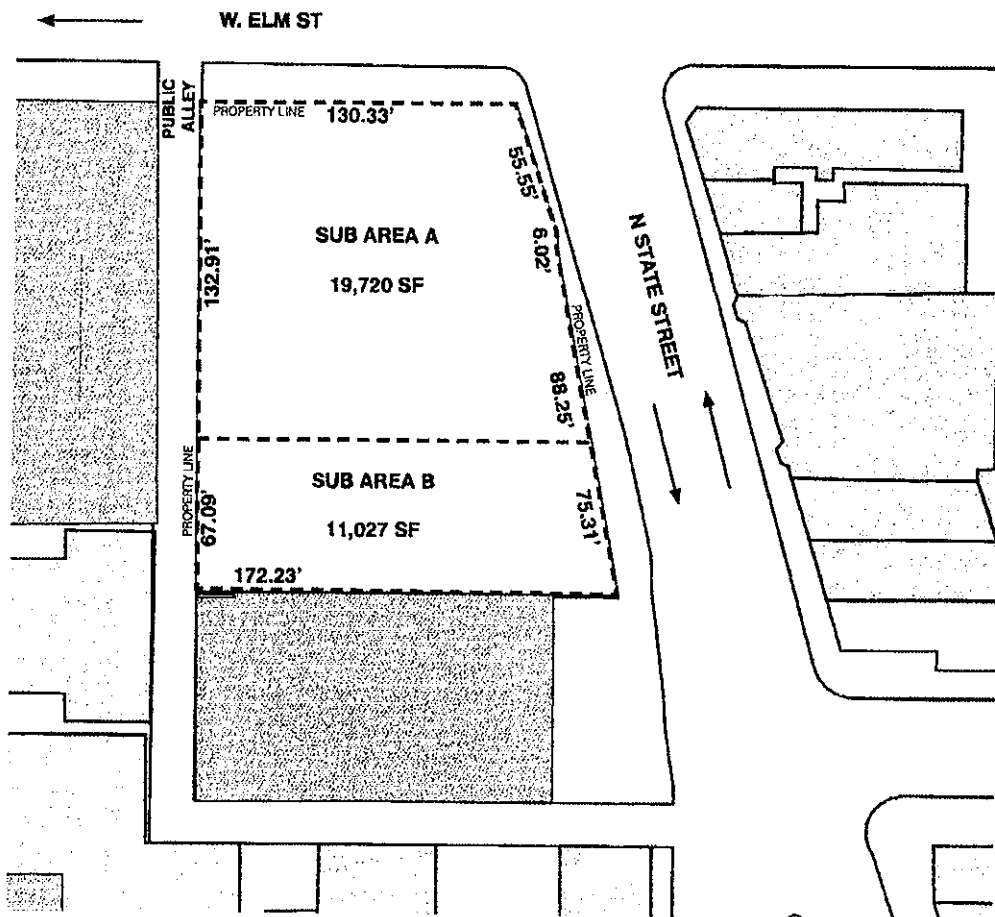 W. ELM ST
PUBLIC
ALLEY
PROPERTY LINE
130.33'
55.55'
SUB AREA A
19,720 SF
132.91'
6.02'
N STATE STREET
PROPERTY LINE
88.25'
SUB AREA B
11,027 SF
PROPERTY LINE
67.09'
75.31'
172.23'